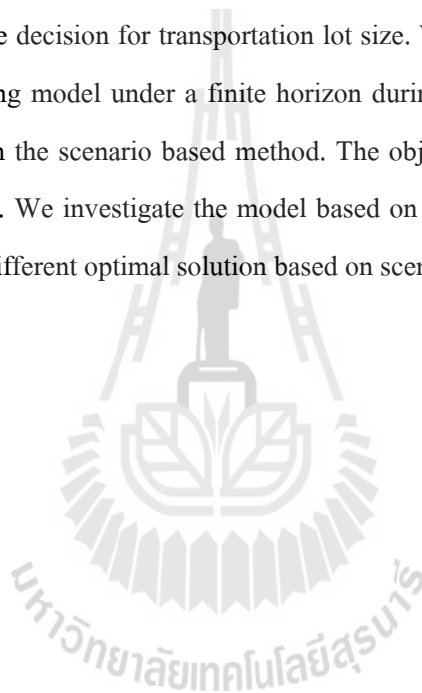 e decision for transportation lot size. V
ng model under a finite horizon durin
n the scenario based method. The obj
. We investigate the model based on
ifferent optimal solution based on scen
มหาวิทยาลัยเทคโนโลยีสุรนารี